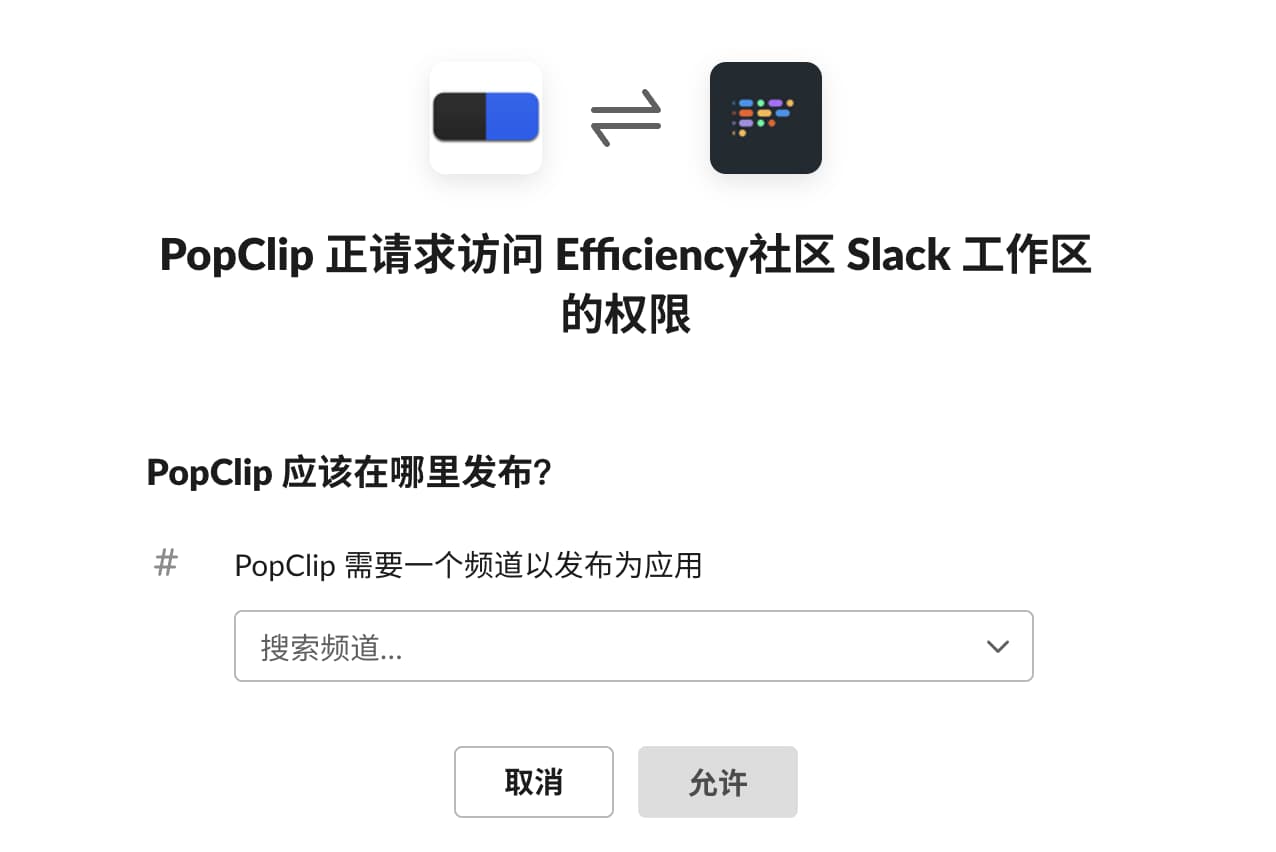 PopClip 正请求访问 Efficiency社区 Slack 工作区
的权限
PopClip 应该在哪里发布?
# PopClip 需要一个频道以发布为应用
搜索频道...
取消 允许